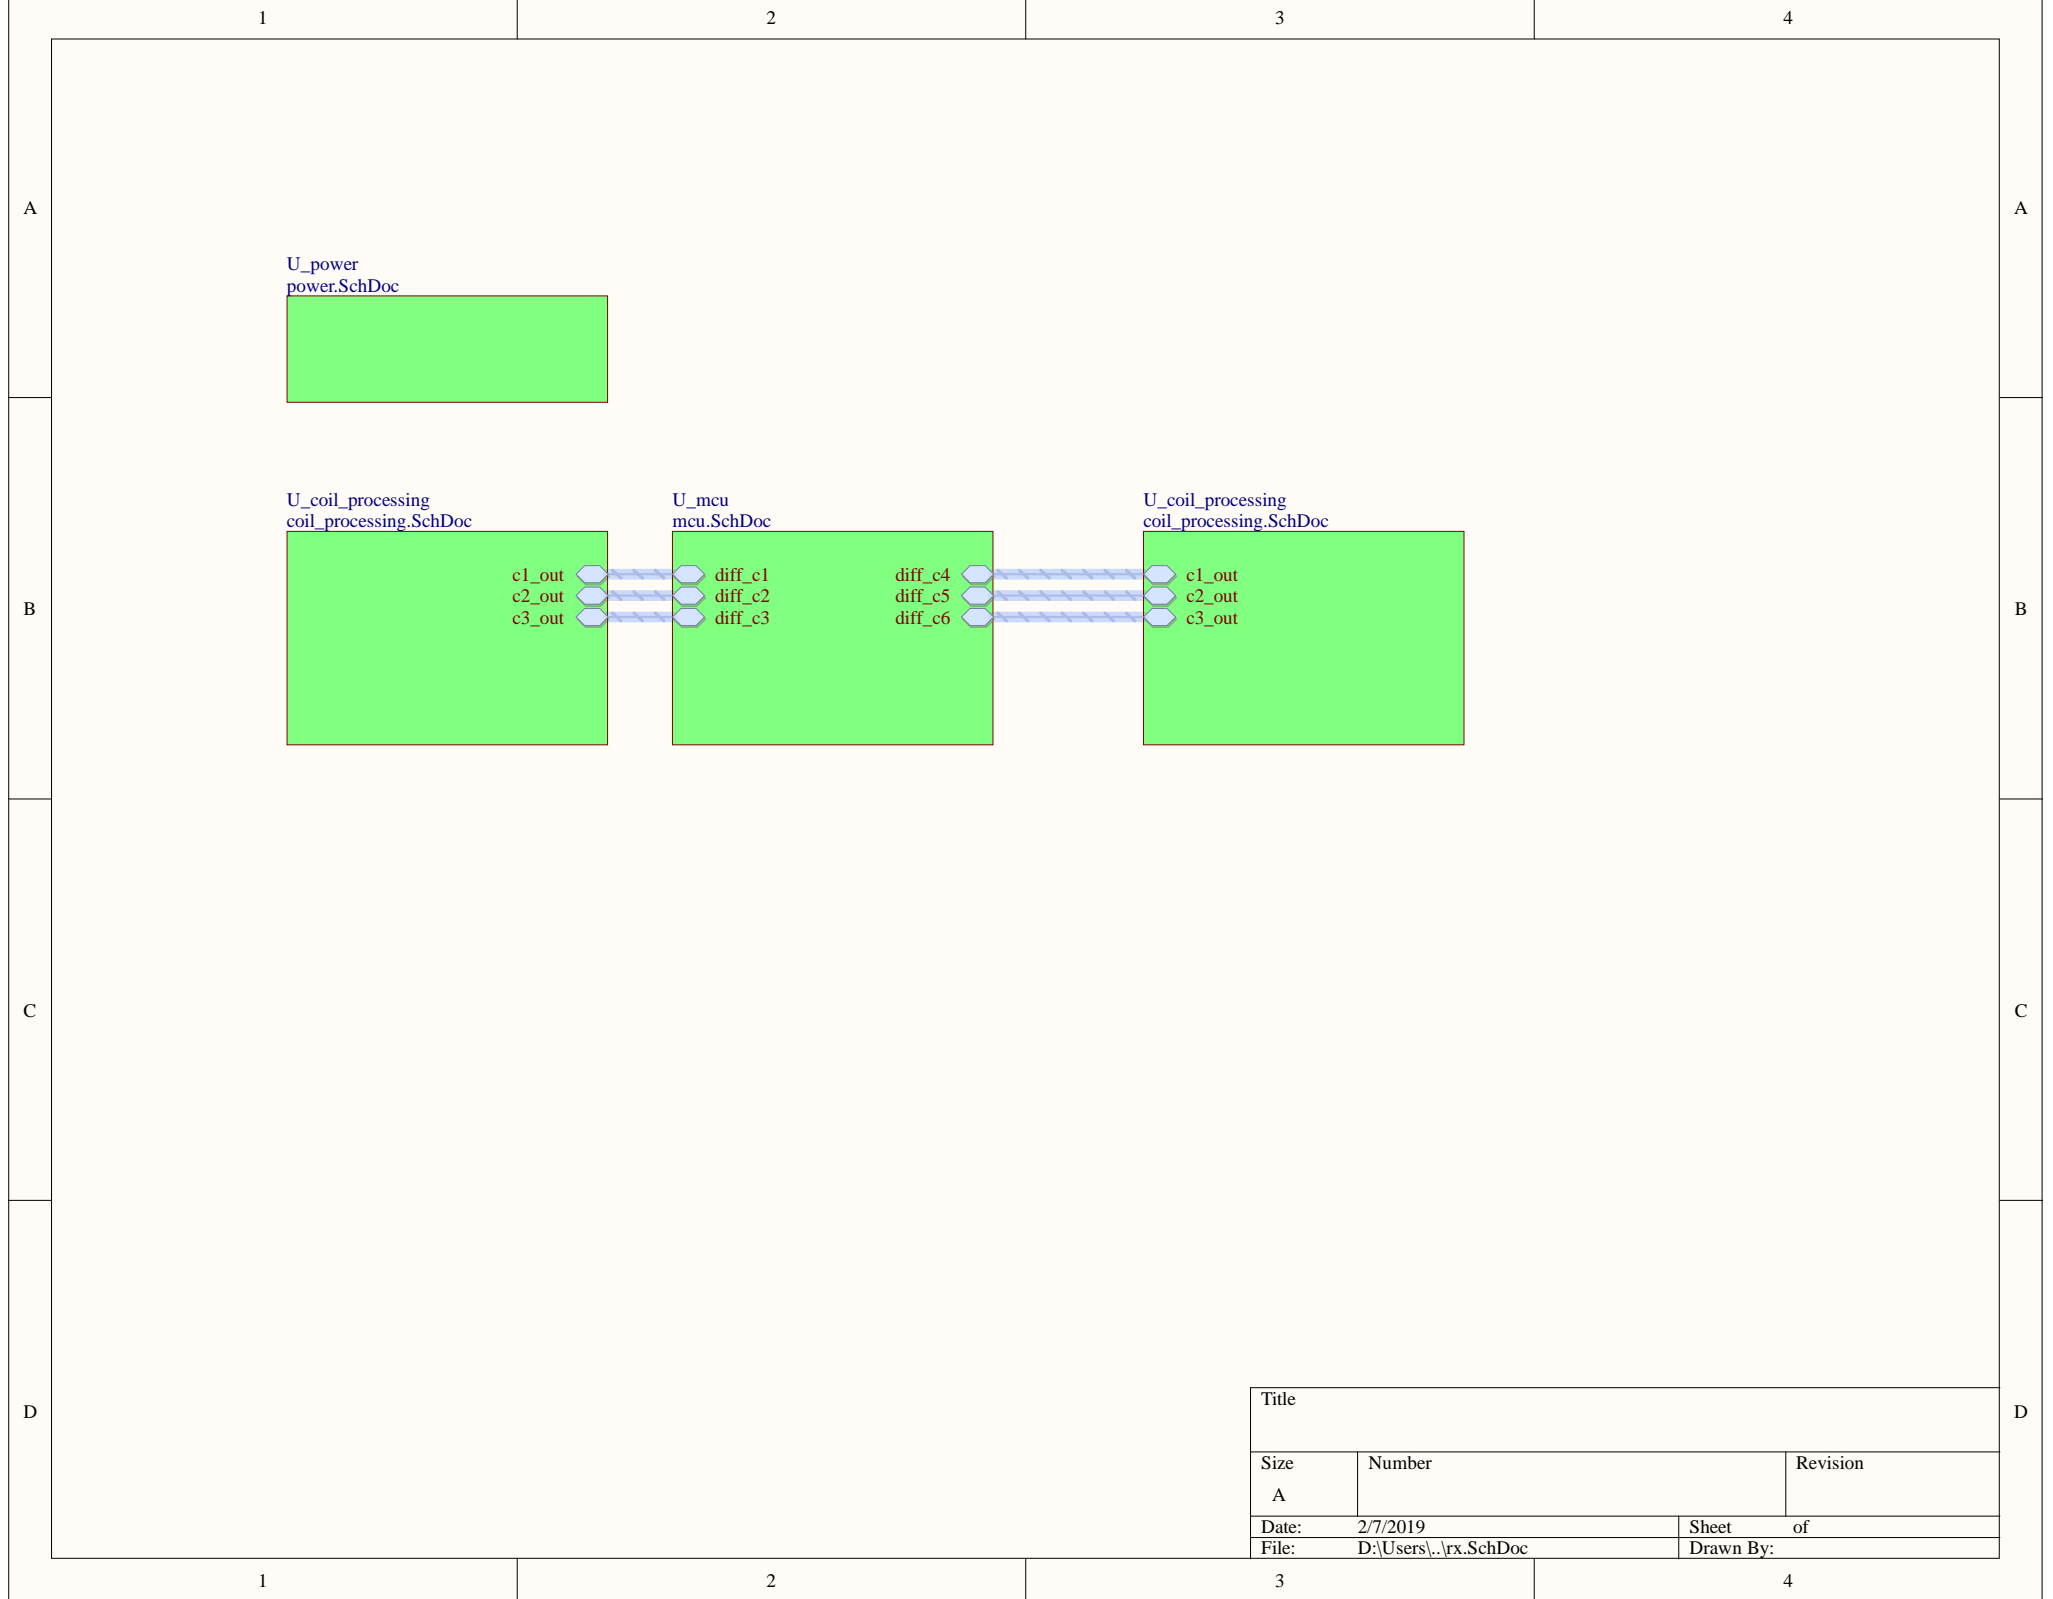 1 2 3 4
A A
U_power
power.SchDoc
U_coil_processing U_mcu U_coil_processing
coil_processing.SchDoc mcu.SchDoc coil_processing.SchDoc
c1_out diff_c1 diff_c4 c1_out
c2_out diff_c2 diff_c5 c2_out
B B
c3_out diff_c3 diff_c6 c3_out
C C
Title
D D
Size Number Revision
A
Date: 2/7/2019 Sheet of
File: D:\Users\..\rx.SchDoc Drawn By:
1 2 3 4